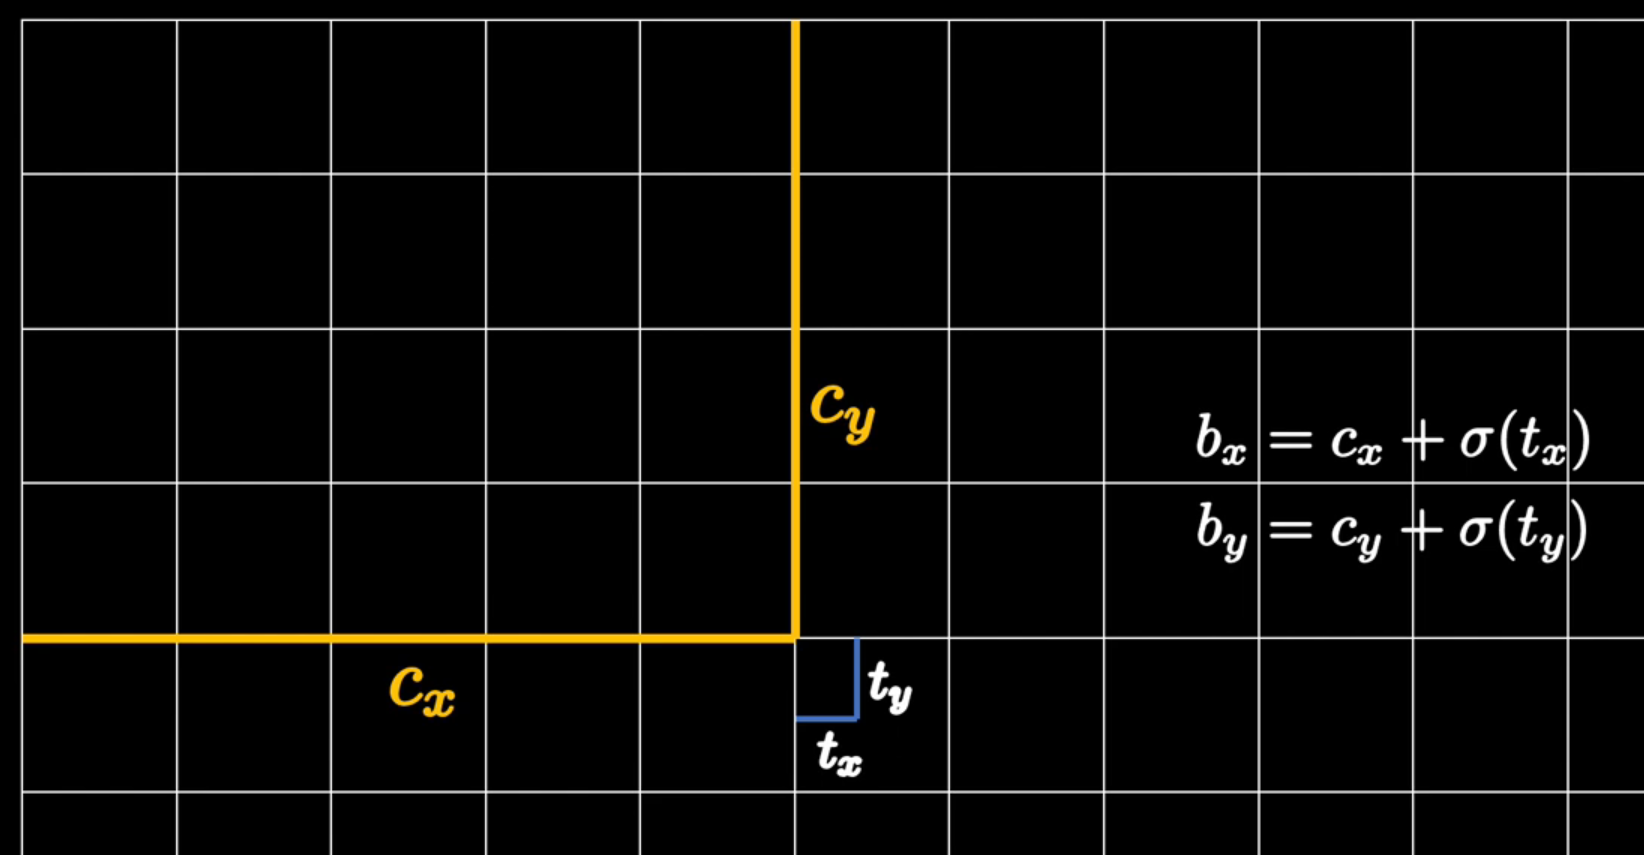 c_y
b_x = c_x + σ(t_x)
b_y = c_y + σ(t_y)
c_x
t_y
t_x